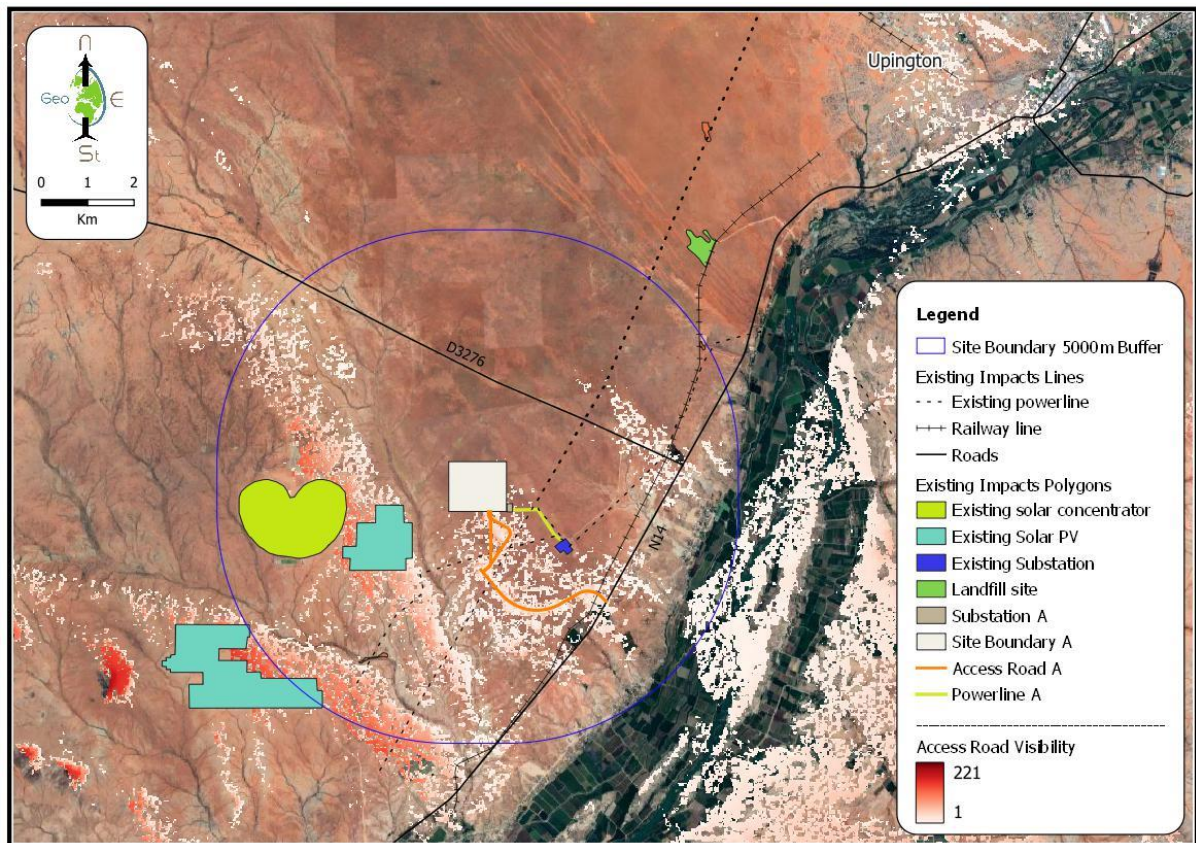 Upington
N
Geo E
St
0 1 2
Km
D3276
N14
Legend
Site Boundary 5000m Buffer
Existing Impacts Lines
Existing powerline
Railway line
Roads
Existing Impacts Polygons
Existing solar concentrator
Existing Solar PV
Existing Substation
Landfill site
Substation A
Site Boundary A
Access Road A
Powerline A
Access Road Visibility
221
1